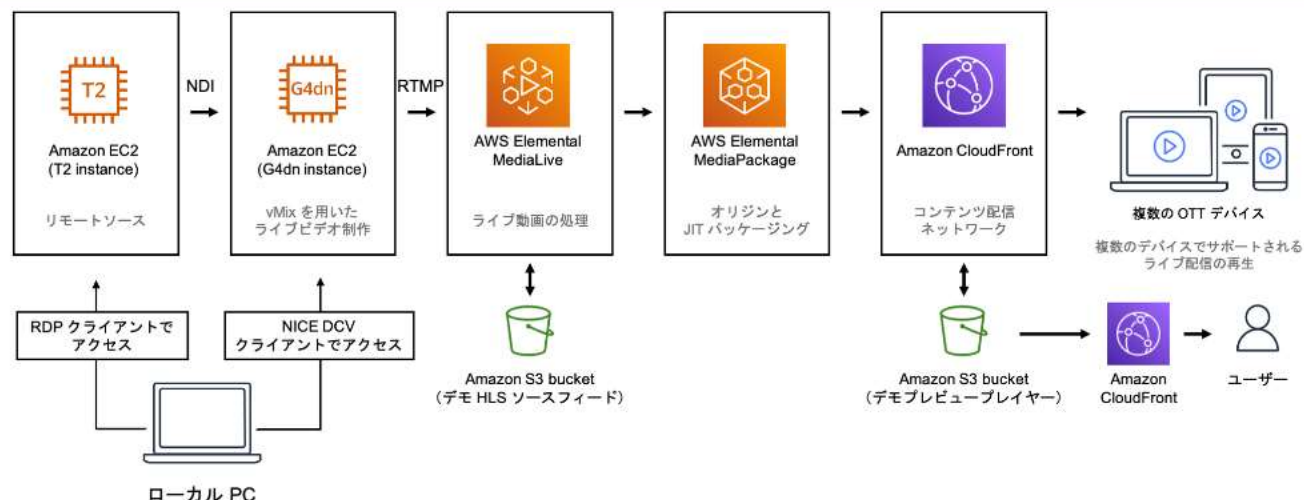 T2
Amazon EC2
(T2 instance)
リモートソース
NDI
G4dn
Amazon EC2
(G4dn instance)
vMix を用いた
ライブビデオ制作
RTMP
AWS Elemental
MediaLive
ライブ動画の処理
AWS Elemental
MediaPackage
オリジンと
JIT パッケージング
Amazon CloudFront
コンテンツ配信
ネットワーク
複数の OTT デバイス
複数のデバイスでサポートされる
ライブ配信の再生
RDP クライアントで
アクセス
NICE DCV
クライアントでアクセス
Amazon S3 bucket
（デモ HLS ソースフィード）
Amazon S3 bucket
（デモプレビュープレイヤー）
Amazon
CloudFront
ユーザー
ローカル PC